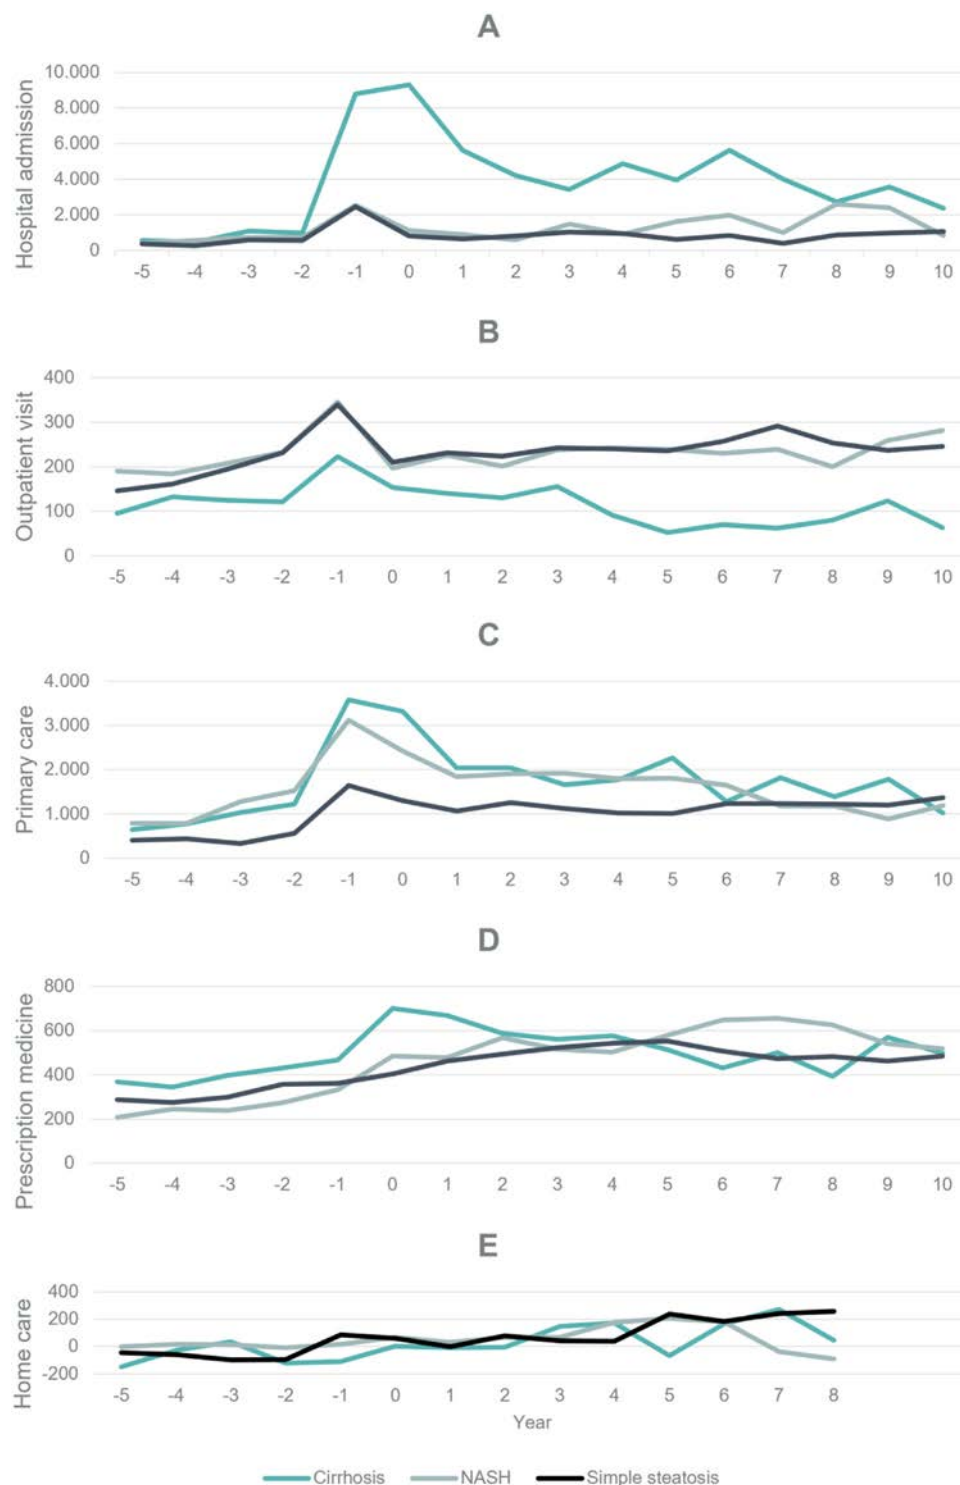 A
Hospital admission
10.000
8.000
6.000
4.000
2.000
0
-5 -4 -3 -2 -1 0 1 2 3 4 5 6 7 8 9 10
B
Outpatient visit
400
300
200
100
0
-5 -4 -3 -2 -1 0 1 2 3 4 5 6 7 8 9 10
C
Primary care
4.000
3.000
2.000
1.000
0
-5 -4 -3 -2 -1 0 1 2 3 4 5 6 7 8 9 10
D
Prescription medicine
800
600
400
200
0
-5 -4 -3 -2 -1 0 1 2 3 4 5 6 7 8 9 10
E
Home care
400
200
0
-200
-5 -4 -3 -2 -1 0 1 2 3 4 5 6 7 8
Year
Cirrhosis NASH Simple steatosis